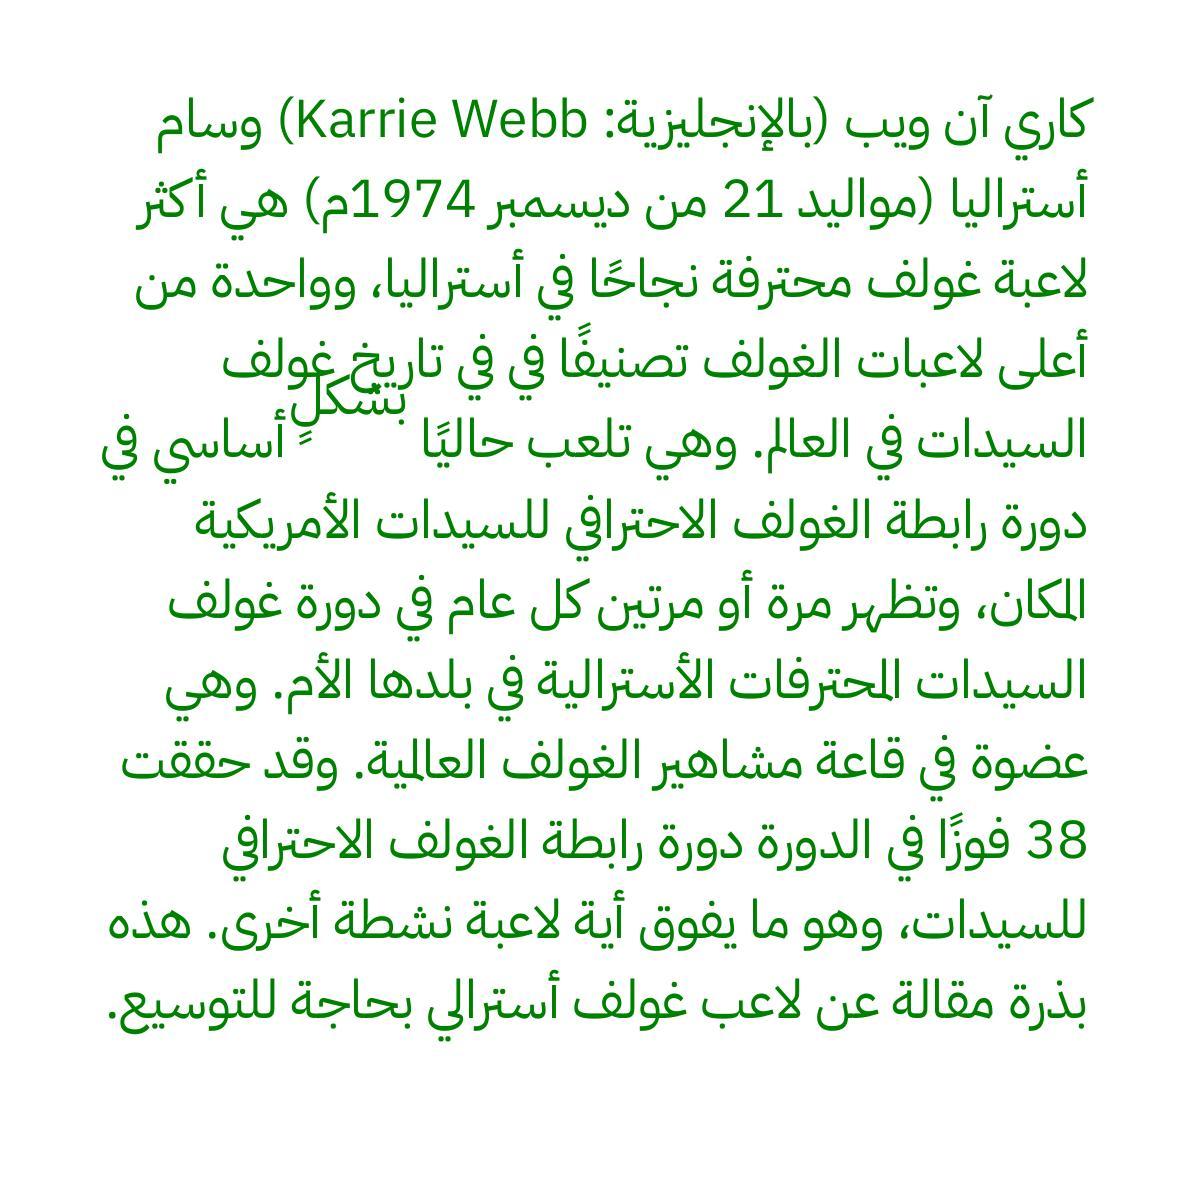 كاري آن ويب (بالإنجليزية: Karrie Webb) وسام
أستراليا (مواليد 21 من ديسمبر 1974م) هي أكثر
لاعبة غولف محترفة نجاحًا في أستراليا، وواحدة من
أعلى لاعبات الغولف تصنيفًا في في تاريخ غولف
السيدات في العالم. وهي تلعب حاليًا بشكلٍ أساسي في
دورة رابطة الغولف الاحترافي للسيدات الأمريكية
المكان، وتظهر مرة أو مرتين كل عام في دورة غولف
السيدات المحترفات الأسترالية في بلدها الأم. وهي
عضوة في قاعة مشاهير الغولف العالمية. وقد حققت
38 فوزًا في الدورة دورة رابطة الغولف الاحترافي
للسيدات، وهو ما يفوق أية لاعبة نشطة أخرى. هذه
بذرة مقالة عن لاعب غولف أسترالي بحاجة للتوسيع.